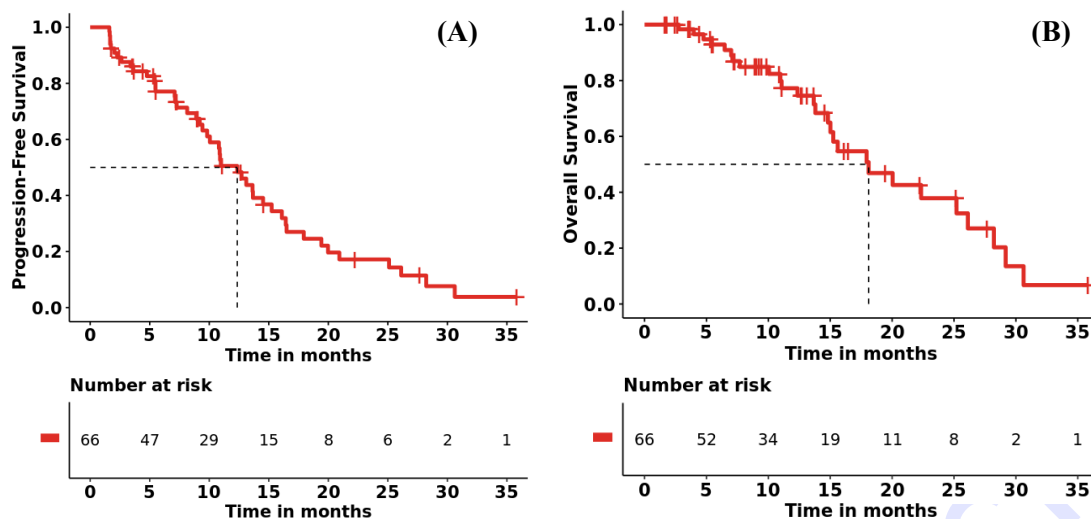 (A)
Progression-Free Survival
1.0
0.8
0.6
0.4
0.2
0.0
0 5 10 15 20 25 30 35
Time in months
Number at risk
66 47 29 15 8 6 2 1
0 5 10 15 20 25 30 35
Time in months
(B)
Overall Survival
1.0
0.8
0.6
0.4
0.2
0.0
0 5 10 15 20 25 30 35
Time in months
Number at risk
66 52 34 19 11 8 2 1
0 5 10 15 20 25 30 35
Time in months